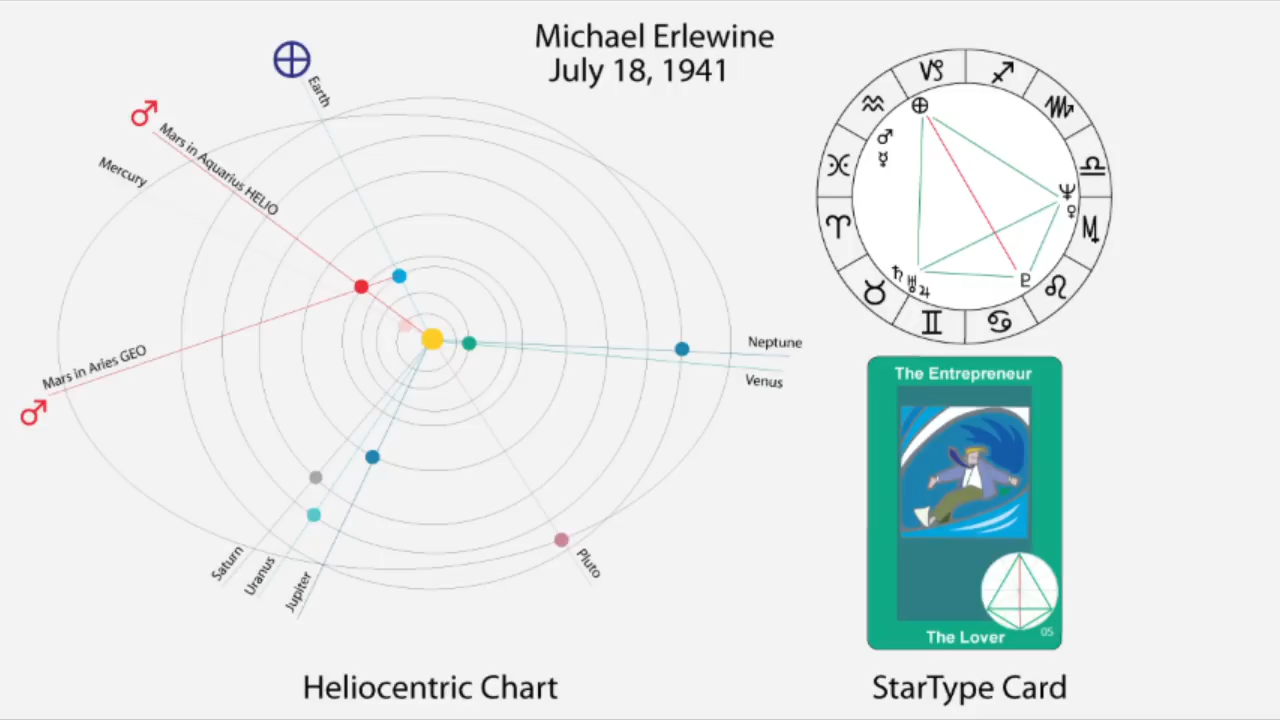 Michael Erlewine
July 18, 1941
Earth
Mars in Aquarius HELIO
Mercury
Mars in Aries GEO
Neptune
Venus
Saturn
Uranus
Jupiter
Pluto
The Entrepreneur
The Lover
05
Heliocentric Chart
StarType Card